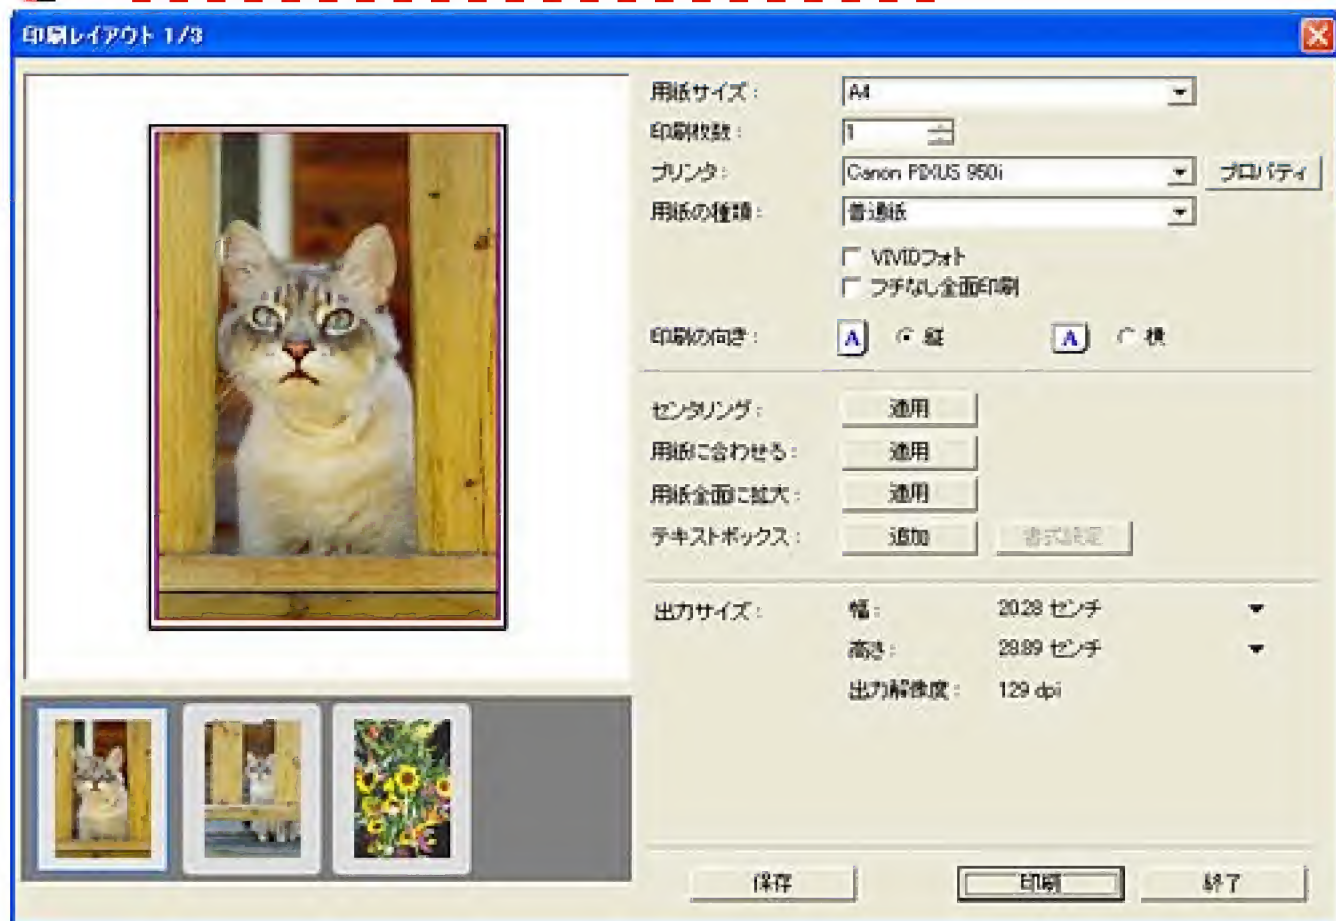 印刷レイアウト 1/3
用紙サイズ: A4
印刷枚数: 1
プリンタ: Canon PIXUS 950i プロパティ
用紙の種類: 普通紙
VIVIDフォト
フチなし全面印刷
印刷の向き: A 縦 A 横
センタリング: 適用
用紙に合わせる: 適用
用紙全面に拡大: 適用
テキストボックス: 追加 書式設定
出力サイズ: 幅: 20.28 センチ
高さ: 28.89 センチ
出力解像度: 129 dpi
保存 印刷 終了